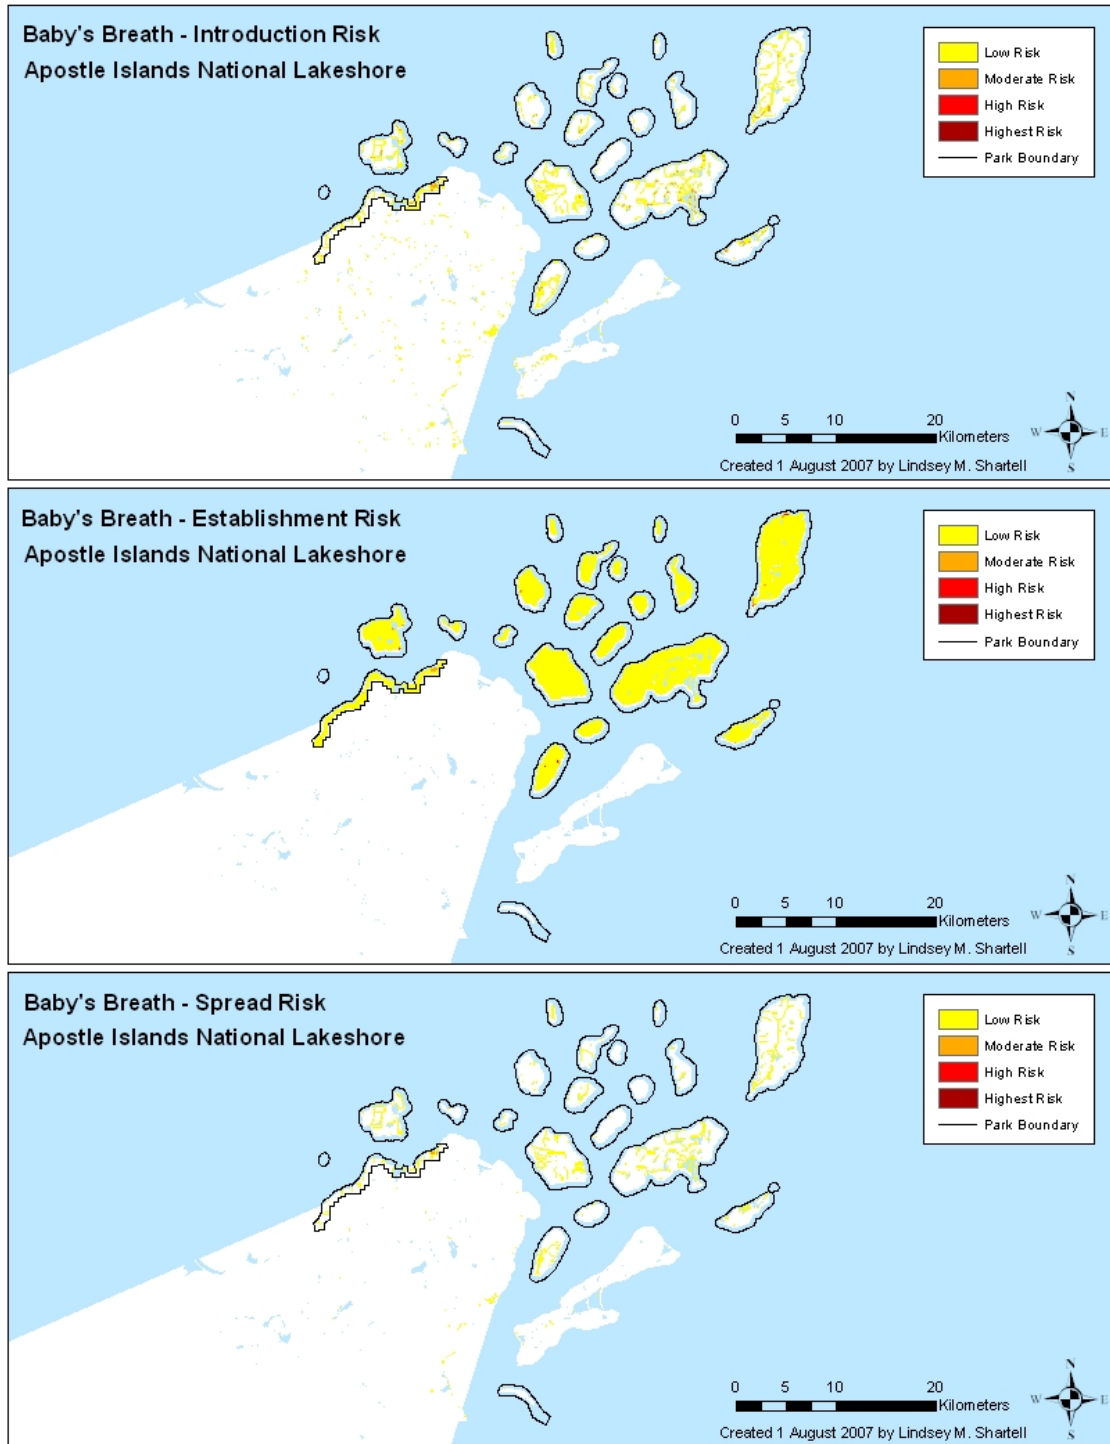 Baby's Breath - Introduction Risk
Apostle Islands National Lakeshore
Low Risk
Moderate Risk
High Risk
Highest Risk
Park Boundary
0 5 10 20
Kilometers
N
W E
S
Created 1 August 2007 by Lindsey M. Shartell
Baby's Breath - Establishment Risk
Apostle Islands National Lakeshore
Low Risk
Moderate Risk
High Risk
Highest Risk
Park Boundary
0 5 10 20
Kilometers
N
W E
S
Created 1 August 2007 by Lindsey M. Shartell
Baby's Breath - Spread Risk
Apostle Islands National Lakeshore
Low Risk
Moderate Risk
High Risk
Highest Risk
Park Boundary
0 5 10 20
Kilometers
N
W E
S
Created 1 August 2007 by Lindsey M. Shartell